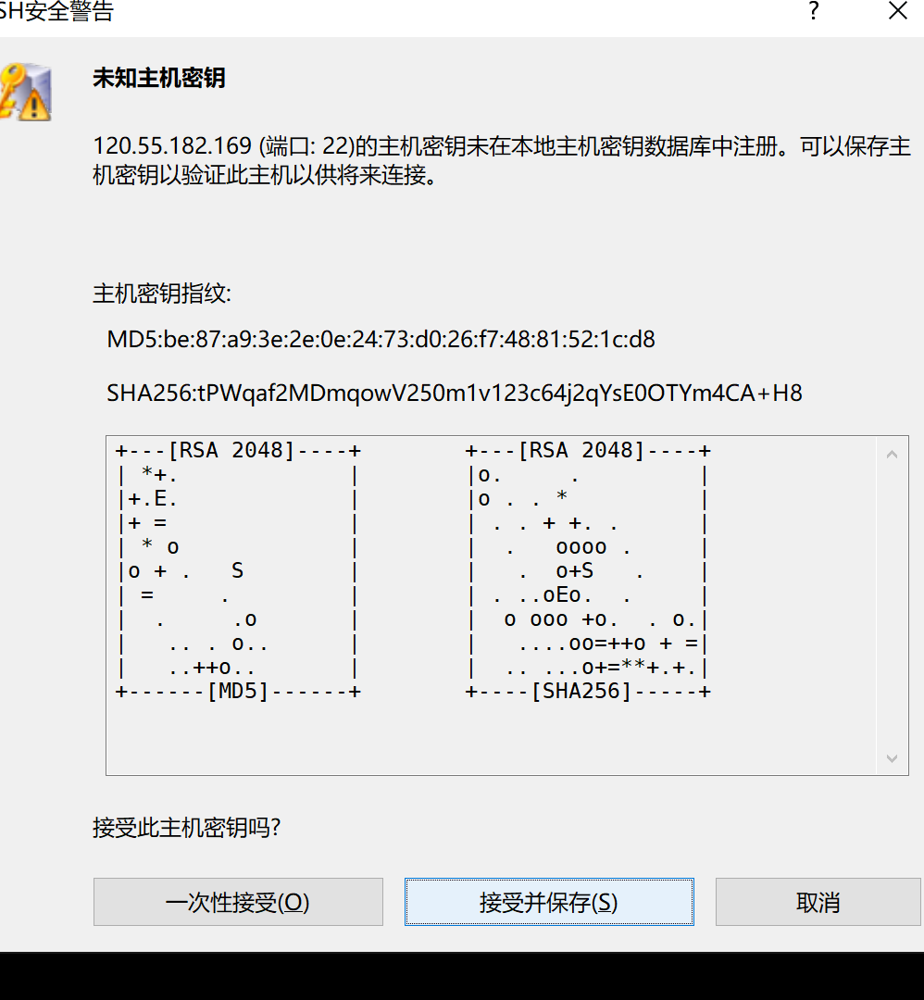 SH安全警告
未知主机密钥
120.55.182.169 (端口: 22)的主机密钥未在本地主机密钥数据库中注册。可以保存主
机密钥以验证此主机以供将来连接。
主机密钥指纹:
MD5:be:87:a9:3e:2e:0e:24:73:d0:26:f7:48:81:52:1c:d8
SHA256:tPWqaf2MDmqowV250m1v123c64j2qYsE0OTYm4CA+H8
+---[RSA 2048]----+        +---[RSA 2048]----+
| *+.             |        |o.     .         |
|+.E.             |        |o . . *          |
|+ =              |        | . . + +. .      |
| * o             |        |  .   oooo .     |
|o + .   S        |        |   .  o+S   .    |
| =     .         |        | . ..oEo.  .     |
|  .     .o       |        |  o ooo +o.  . o.|
|   .. . o..      |        |   ....oo=++o + =|
|   ..++o..       |        |  .. ...o+=**+.+.|
+------[MD5]------+        +----[SHA256]-----+
接受此主机密钥吗?
一次性接受(O) 接受并保存(S) 取消